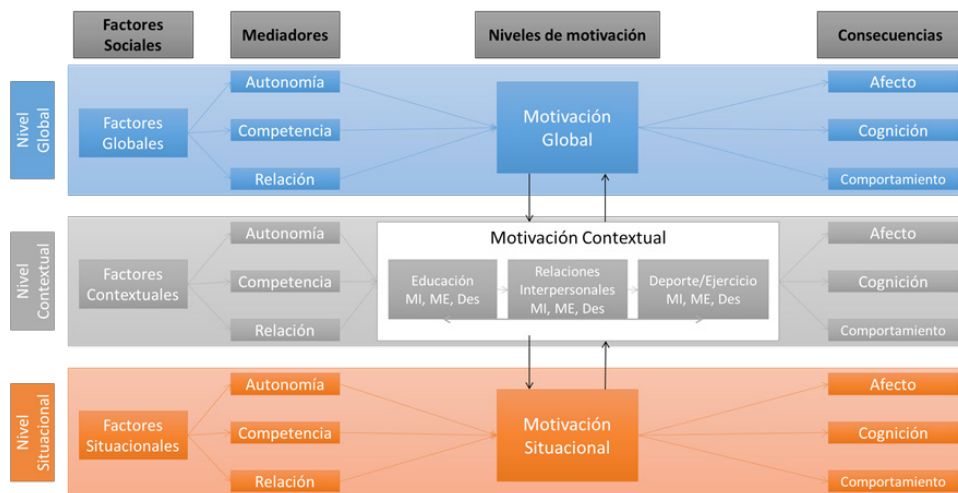 Factores
Sociales
Mediadores
Niveles de motivación
Consecuencias
Nivel
Global
Factores
Globales
Autonomía
Competencia
Relación
Motivación
Global
Afecto
Cognición
Comportamiento
Nivel
Contextual
Factores
Contextuales
Autonomía
Competencia
Relación
Motivación Contextual
Educación
MI, ME, Des
Relaciones
Interpersonales
MI, ME, Des
Deporte/Ejercicio
MI, ME, Des
Afecto
Cognición
Comportamiento
Nivel
Situacional
Factores
Situacionales
Autonomía
Competencia
Relación
Motivación
Situacional
Afecto
Cognición
Comportamiento